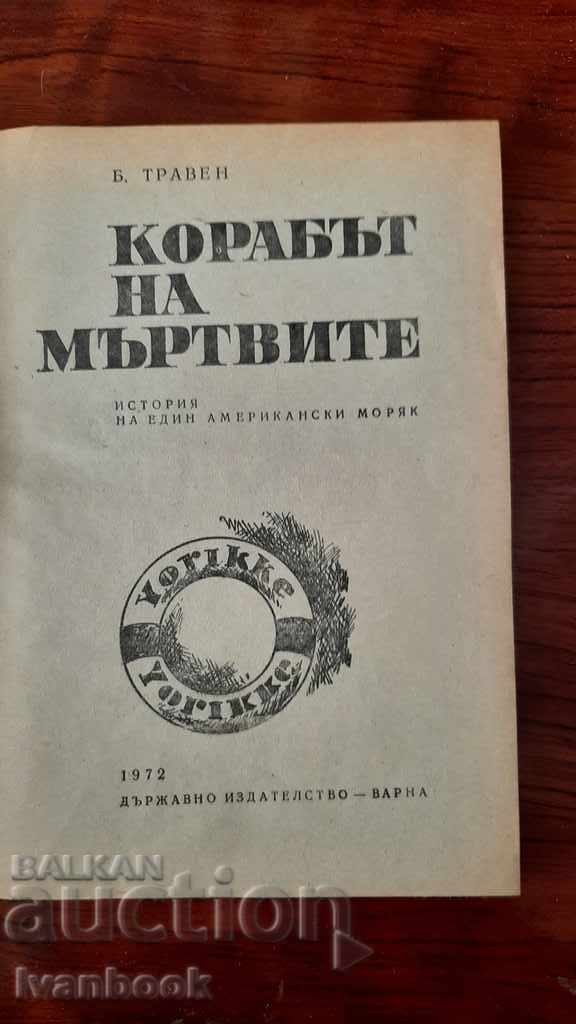 Б. ТРАВЕН
КОРАБЪТ
НА
МЪРТВИТЕ
ИСТОРИЯ
НА ЕДИН АМЕРИКАНСКИ МОРЯК
Yorikke
Yorikke
1972
ДЪРЖАВНО ИЗДАТЕЛСТВО — ВАРНА
BALKAN
auction
Ivanbook